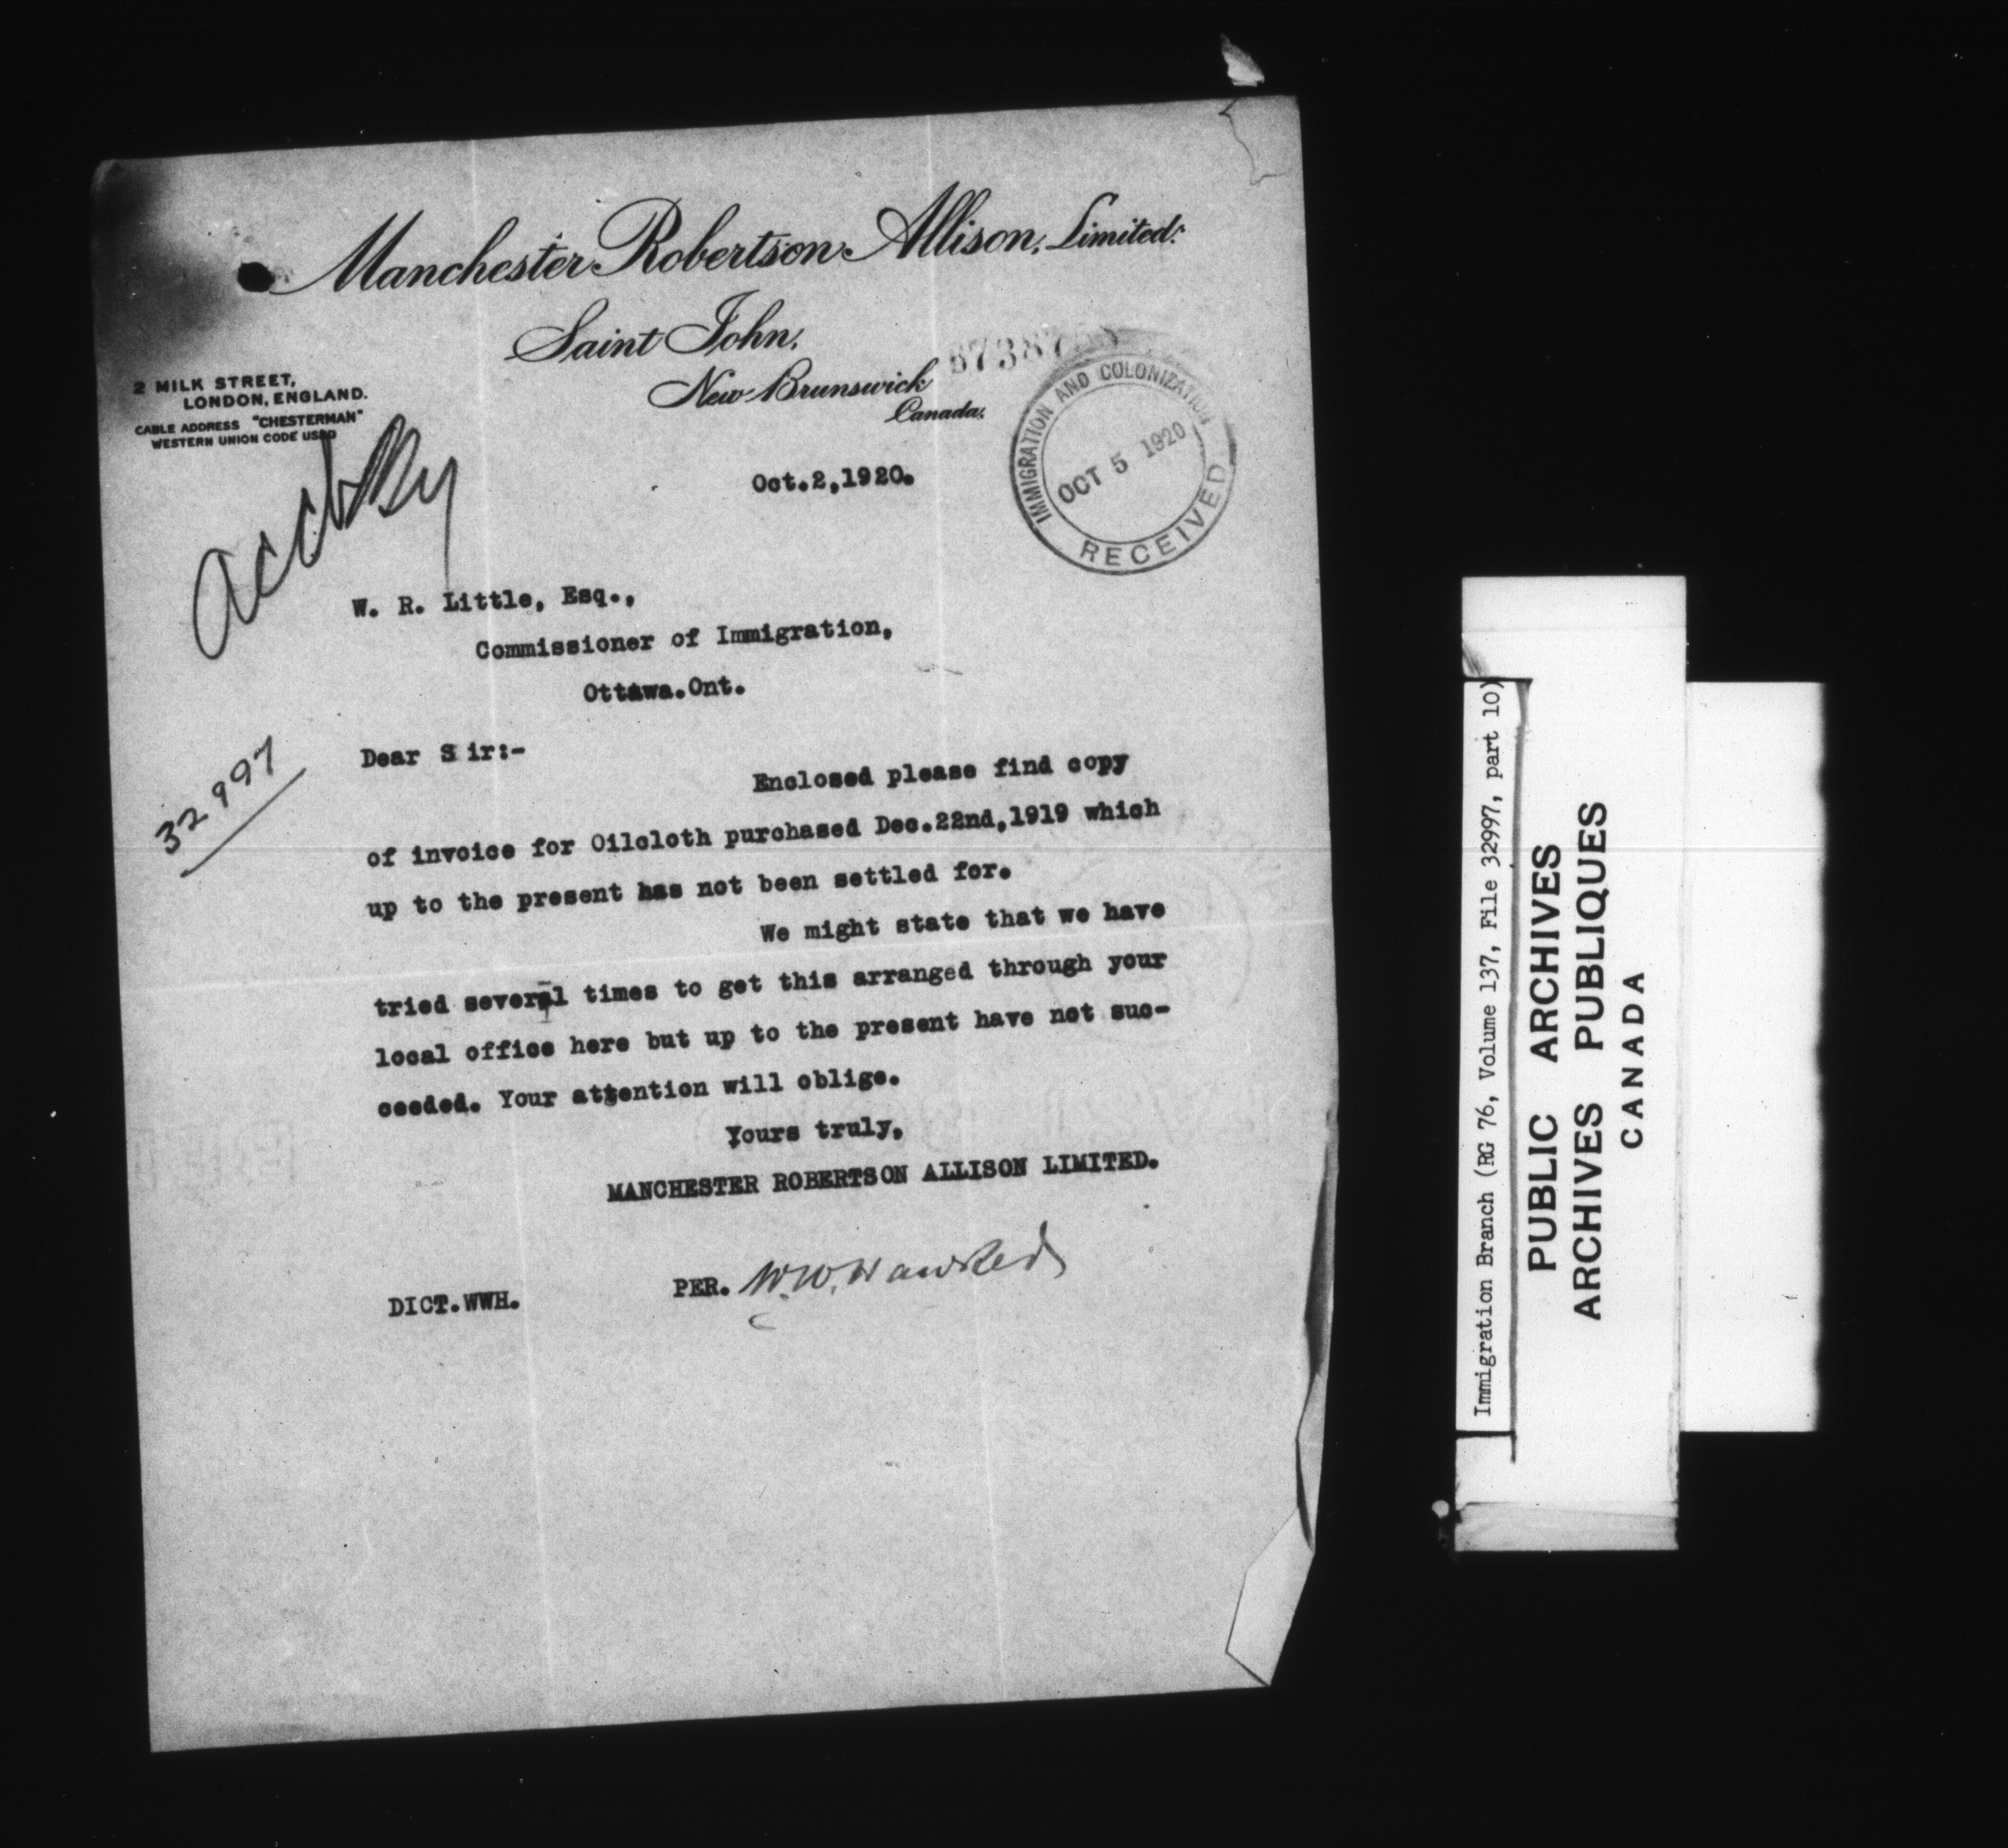 Manchester Robertson Allison, Limited.
Saint John,
New Brunswick
Canada.
2 MILK STREET,
LONDON, ENGLAND.
CABLE ADDRESS "CHESTERMAN"
WESTERN UNION CODE USED
IMMIGRATION AND COLONIZATION
OCT 5 1920
RECEIVED
Oct.2,1920.
W. R. Little, Esq.,
Commissioner of Immigration,
Ottawa.Ont.
32997
Dear Sir:-
Enclosed please find copy
of invoice for Oilcloth purchased Dec.22nd,1919 which
up to the present has not been settled for.
We might state that we have
tried several times to get this arranged through your
local office here but up to the present have not suc-
ceeded. Your attention will oblige.
Yours truly,
MANCHESTER ROBERTSON ALLISON LIMITED.
PER. W.W.
DICT.WWH.
Immigration Branch (RG 76, Volume 137, File 32997, part 10)
PUBLIC ARCHIVES
ARCHIVES PUBLIQUES
CANADA